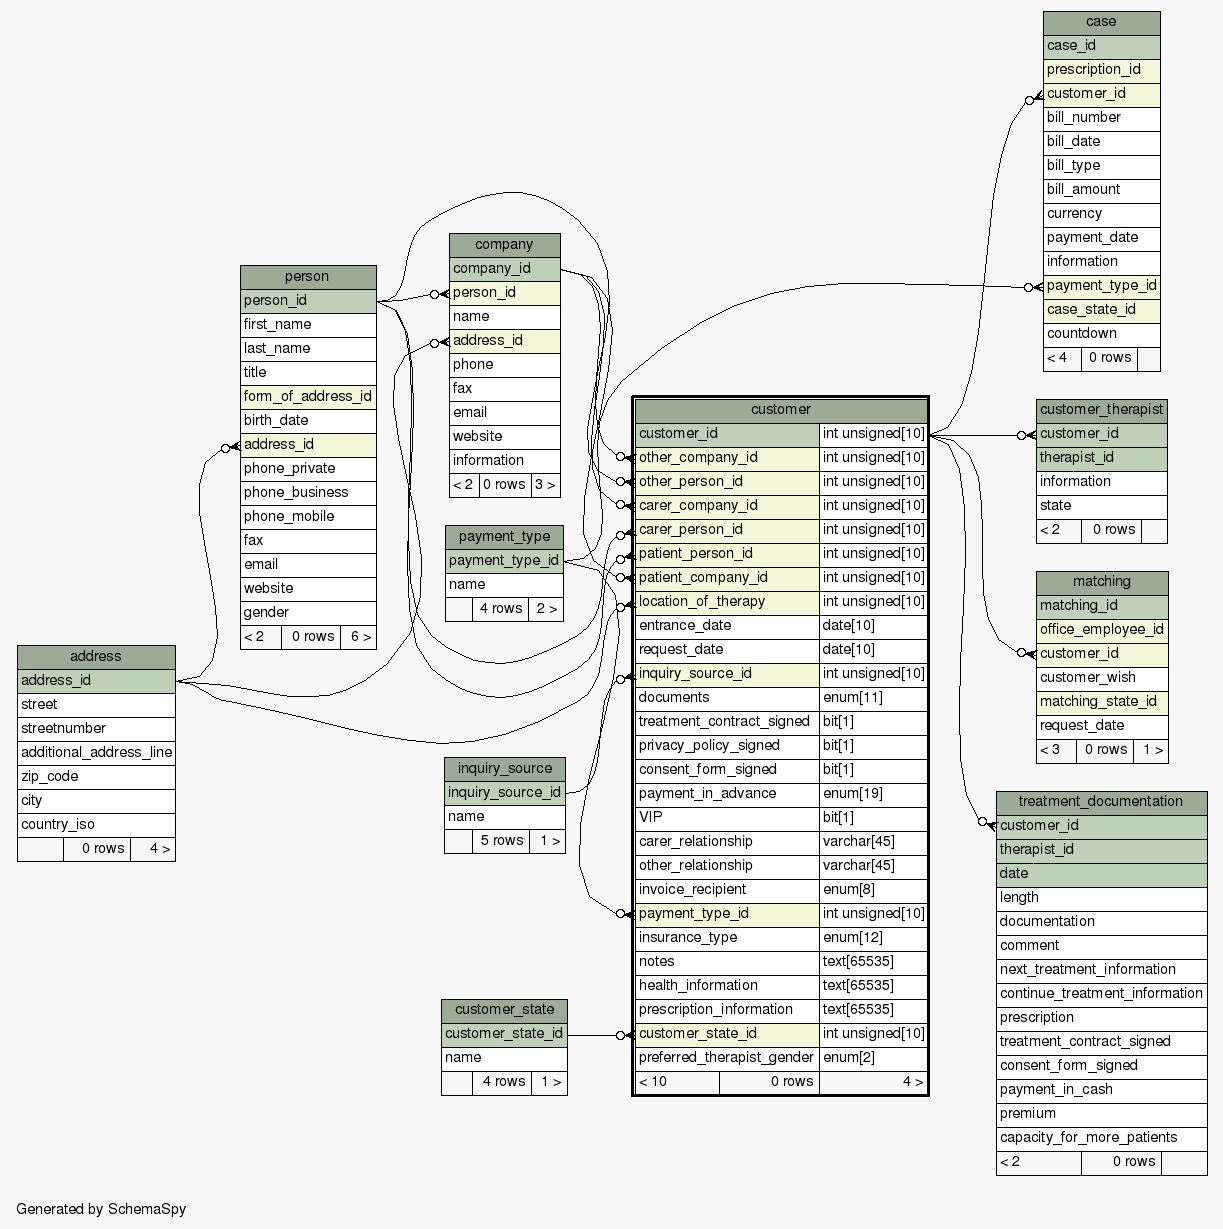 case
case_id
prescription_id
customer_id
bill_number
bill_date
bill_type
bill_amount
currency
payment_date
information
payment_type_id
case_state_id
countdown
< 4 0 rows
company
company_id
person_id
name
address_id
phone
fax
email
website
information
< 2 0 rows 3 >
person
person_id
first_name
last_name
title
form_of_address_id
birth_date
address_id
phone_private
phone_business
phone_mobile
fax
email
website
gender
< 2 0 rows 6 >
customer
customer_id int unsigned[10]
other_company_id int unsigned[10]
other_person_id int unsigned[10]
carer_company_id int unsigned[10]
carer_person_id int unsigned[10]
patient_person_id int unsigned[10]
patient_company_id int unsigned[10]
location_of_therapy int unsigned[10]
entrance_date date[10]
request_date date[10]
inquiry_source_id int unsigned[10]
documents enum[11]
treatment_contract_signed bit[1]
privacy_policy_signed bit[1]
consent_form_signed bit[1]
payment_in_advance enum[19]
VIP bit[1]
carer_relationship varchar[45]
other_relationship varchar[45]
invoice_recipient enum[8]
payment_type_id int unsigned[10]
insurance_type enum[12]
notes text[65535]
health_information text[65535]
prescription_information text[65535]
customer_state_id int unsigned[10]
preferred_therapist_gender enum[2]
< 10 0 rows 4 >
customer_therapist
customer_id
therapist_id
information
state
< 2 0 rows
payment_type
payment_type_id
name
4 rows 2 >
matching
matching_id
office_employee_id
customer_id
customer_wish
matching_state_id
request_date
< 3 0 rows 1 >
address
address_id
street
streetnumber
additional_address_line
zip_code
city
country_iso
0 rows 4 >
inquiry_source
inquiry_source_id
name
5 rows 1 >
treatment_documentation
customer_id
therapist_id
date
length
documentation
comment
next_treatment_information
continue_treatment_information
prescription
treatment_contract_signed
consent_form_signed
payment_in_cash
premium
capacity_for_more_patients
< 2 0 rows
customer_state
customer_state_id
name
4 rows 1 >
Generated by SchemaSpy